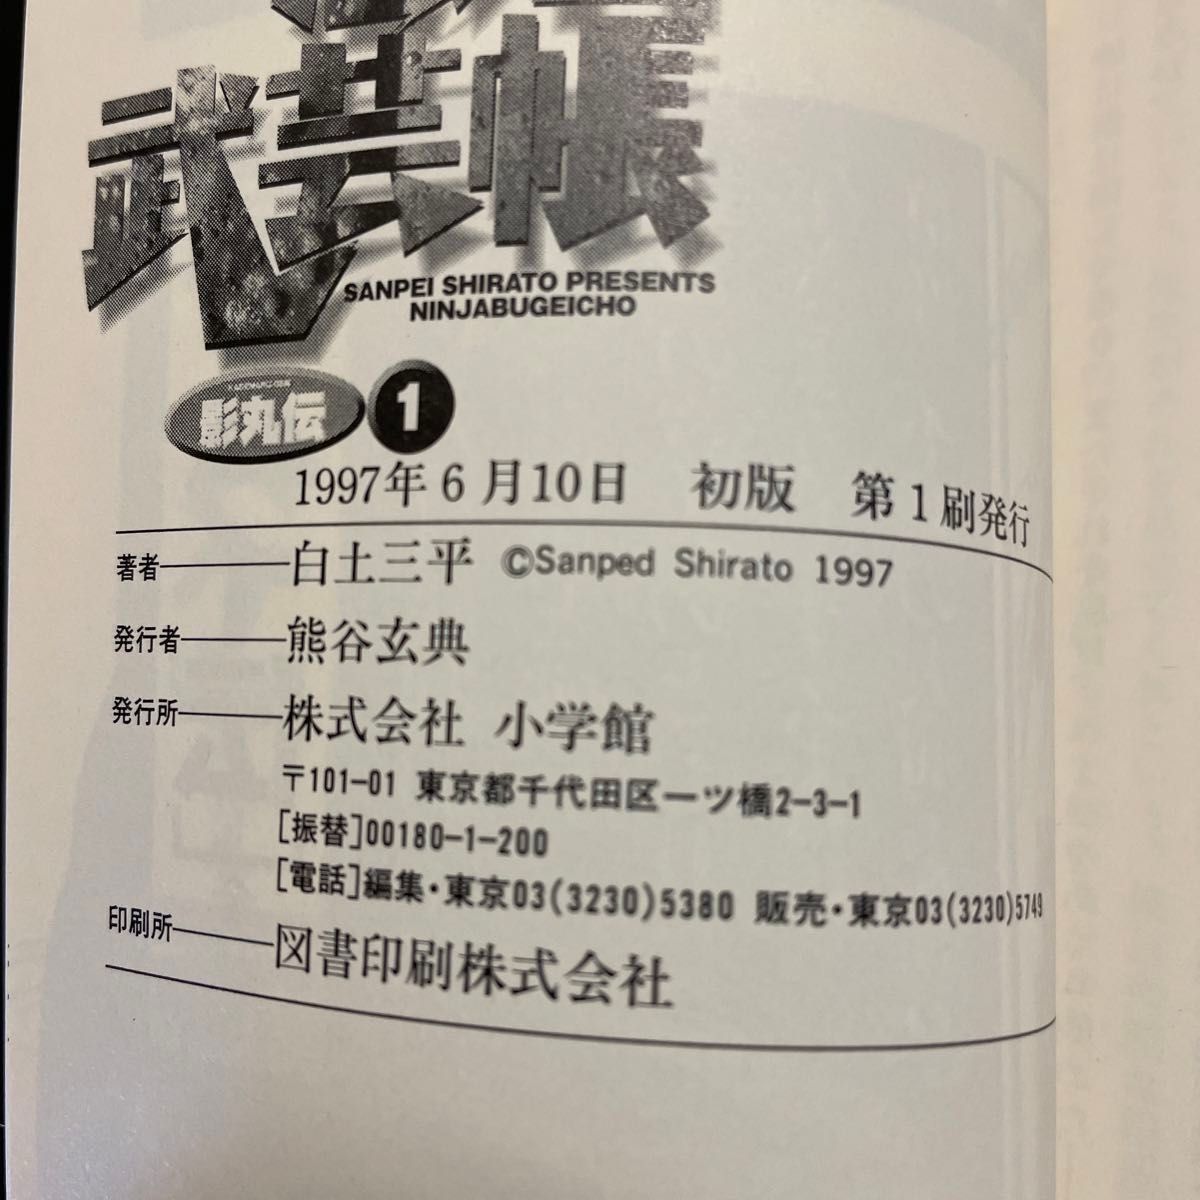 武芸帳
SANPEI SHIRATO PRESENTS
NINJABUGEICHO
影丸伝 1
1997年6月10日 初版 第1刷発行
著者 白土三平 ©Sanped Shirato 1997
発行者 熊谷玄典
発行所 株式会社 小学館
〒101-01 東京都千代田区一ツ橋2-3-1
[振替]00180-1-200
[電話]編集・東京03(3230)5380 販売・東京03(3230)5749
印刷所 図書印刷株式会社